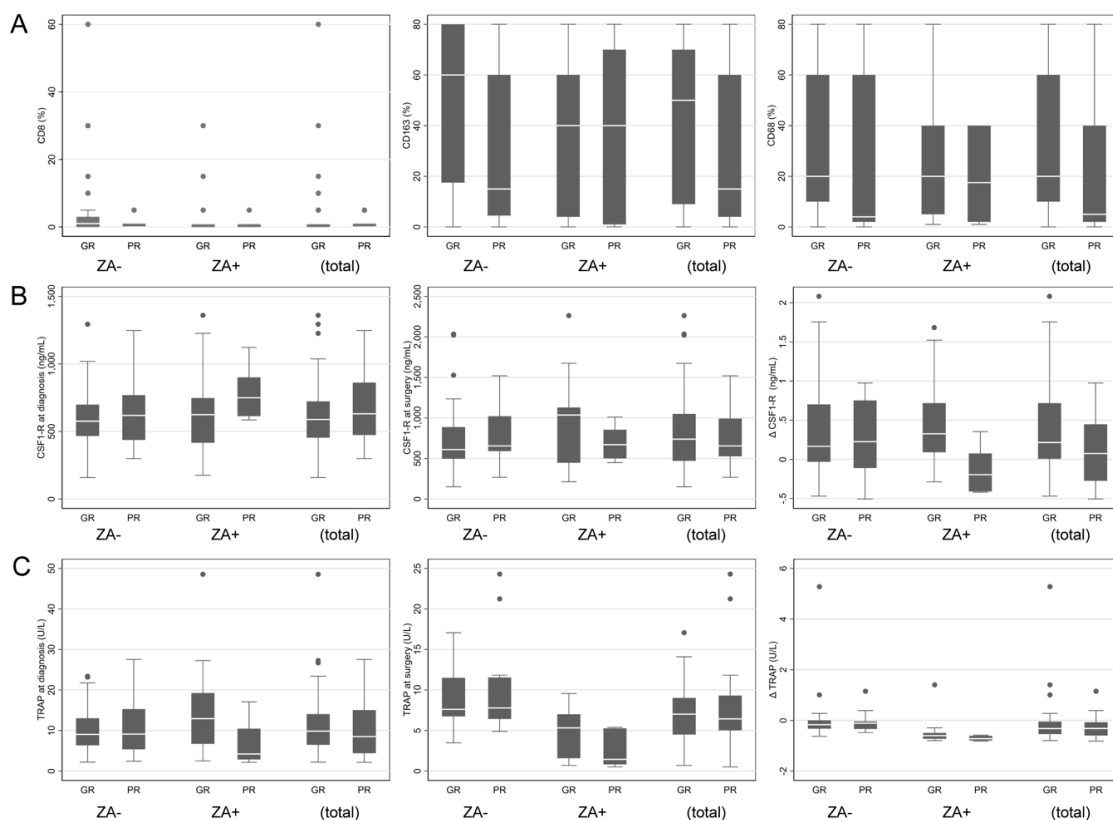 A
CD8 (%)
60
40
20
0
GR PR GR PR GR PR
ZA- ZA+ (total)
CD163 (%)
80
60
40
20
0
GR PR GR PR GR PR
ZA- ZA+ (total)
CD68 (%)
80
60
40
20
0
GR PR GR PR GR PR
ZA- ZA+ (total)
B
CSF1-R at diagnosis (ng/mL)
1,500
1,000
500
0
GR PR GR PR GR PR
ZA- ZA+ (total)
CSF1-R at surgery (ng/mL)
2,500
2,000
1,500
1,000
500
0
GR PR GR PR GR PR
ZA- ZA+ (total)
Δ CSF1-R (ng/mL)
2
1.5
1
.5
0
-.5
GR PR GR PR GR PR
ZA- ZA+ (total)
C
TRAP at diagnosis (U/L)
50
40
30
20
10
0
GR PR GR PR GR PR
ZA- ZA+ (total)
TRAP at surgery (U/L)
25
20
15
10
5
0
GR PR GR PR GR PR
ZA- ZA+ (total)
Δ TRAP (U/L)
6
4
2
0
-2
GR PR GR PR GR PR
ZA- ZA+ (total)